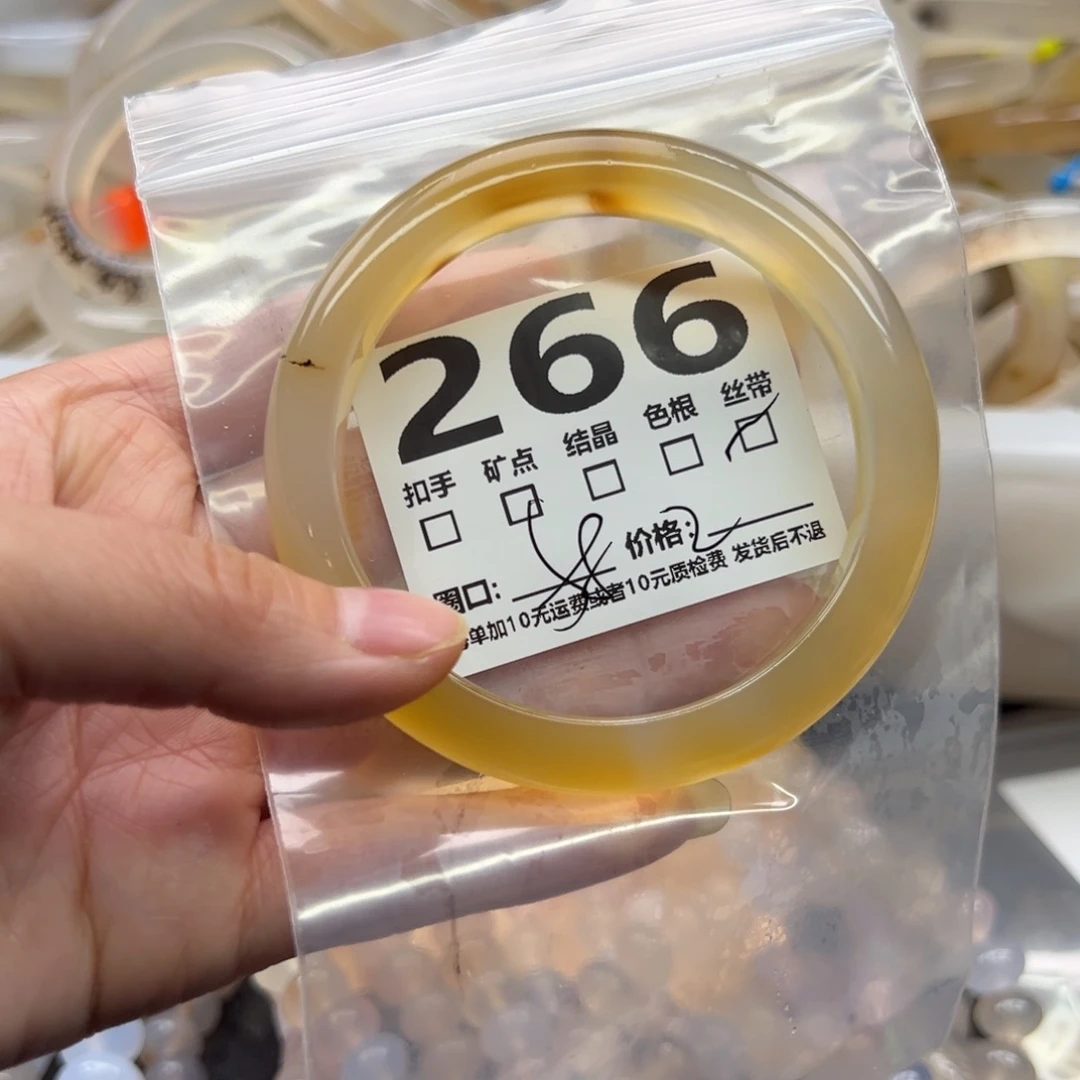 266
扣手 矿点 结晶 色根 丝带
圈口: 价格: 2
单加10元运费或者10元质检费 发货后不退